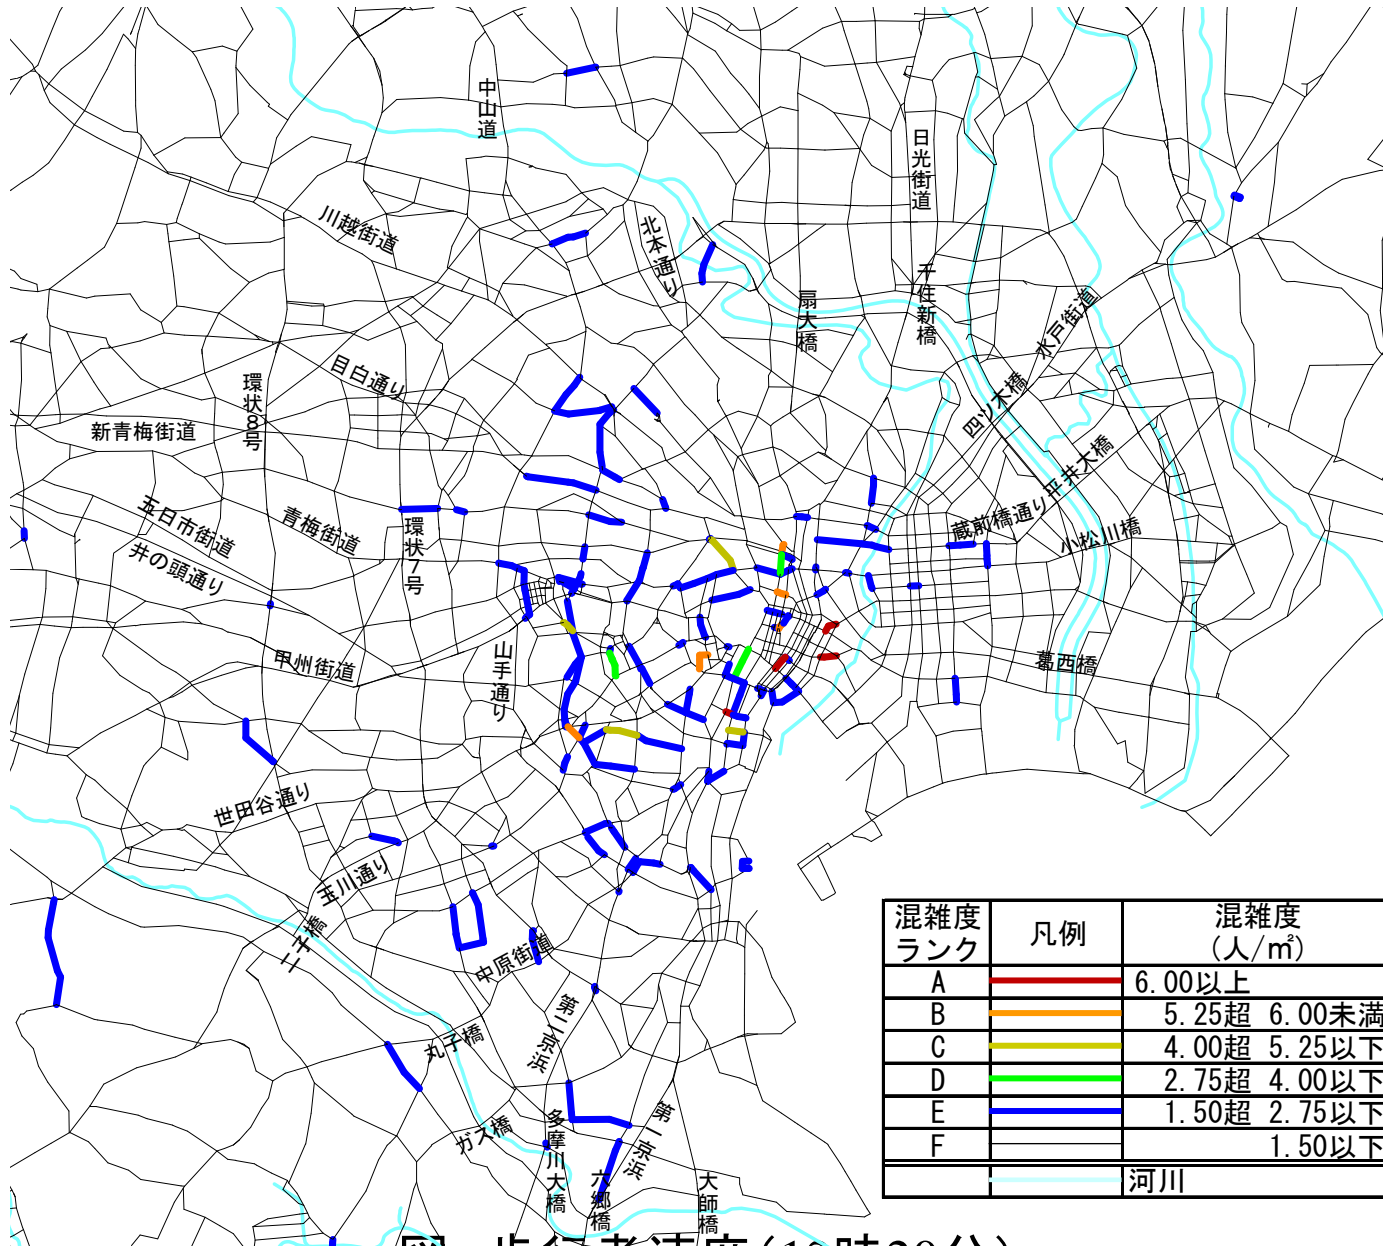 中山道
日光街道
川越街道
北本通り
千住新橋
扇大橋
水戸街道
目白通り
環状8号
四ツ木橋
新青梅街道
平井大橋
五日市街道
青梅街道
環状7号
蔵前橋通り
小松川橋
井の頭通り
山手通り
甲州街道
葛西橋
世田谷通り
玉川通り
二子橋
中原街道
第二京浜
丸子橋
ガス橋
多摩川大橋
第一京浜
六郷橋
大師橋
混雑度ランク 凡例 混雑度(人/㎡)
A 6.00以上
B 5.25超 6.00未満
C 4.00超 5.25以下
D 2.75超 4.00以下
E 1.50超 2.75以下
F 1.50以下
河川